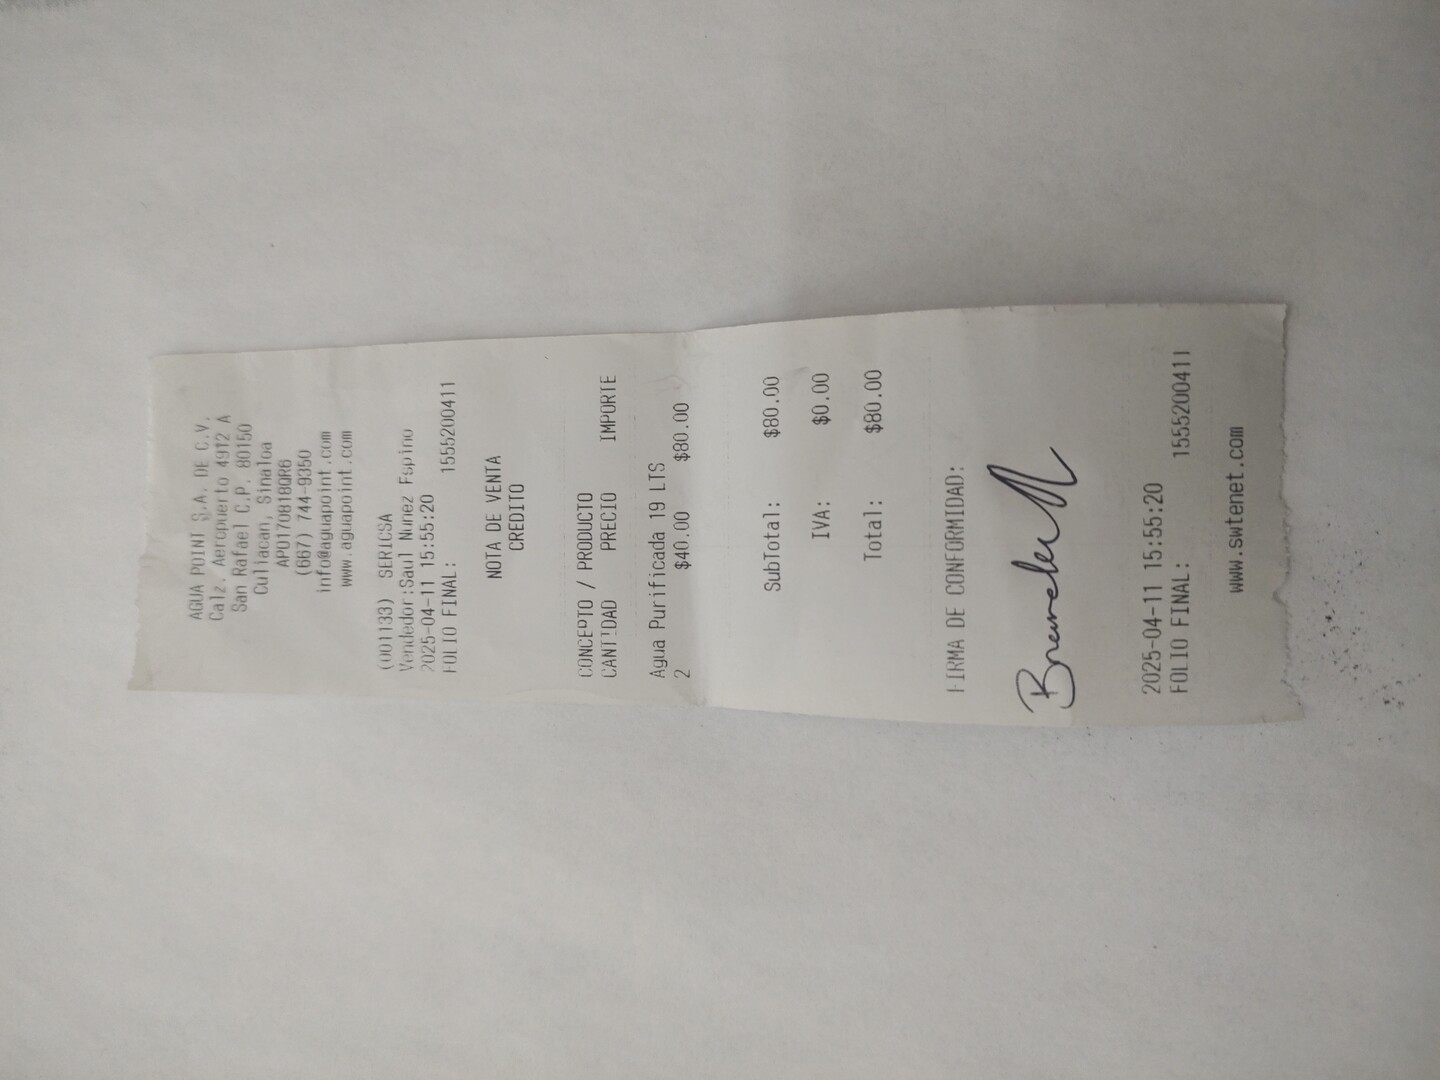 AGUA POINT S.A. DE C.V.
Calz. Aeropuerto 4912 A
San Rafael C.P. 80150
Culiacan, Sinaloa
APO170818QR6
(667) 744-9350
info@aguapoint.com
www.aguapoint.com
(001133) SERICSA
Vendedor:Saul Nunez Espino
2025-04-11 15:55:20
FOLIO FINAL: 1555200411
NOTA DE VENTA
CREDITO
CONCEPTO / PRODUCTO
CANTIDAD PRECIO IMPORTE
Agua Purificada 19 LTS
2 $40.00 $80.00
SubTotal: $80.00
IVA: $0.00
Total: $80.00
FIRMA DE CONFORMIDAD:
2025-04-11 15:55:20
FOLIO FINAL: 1555200411
www.swtenet.com